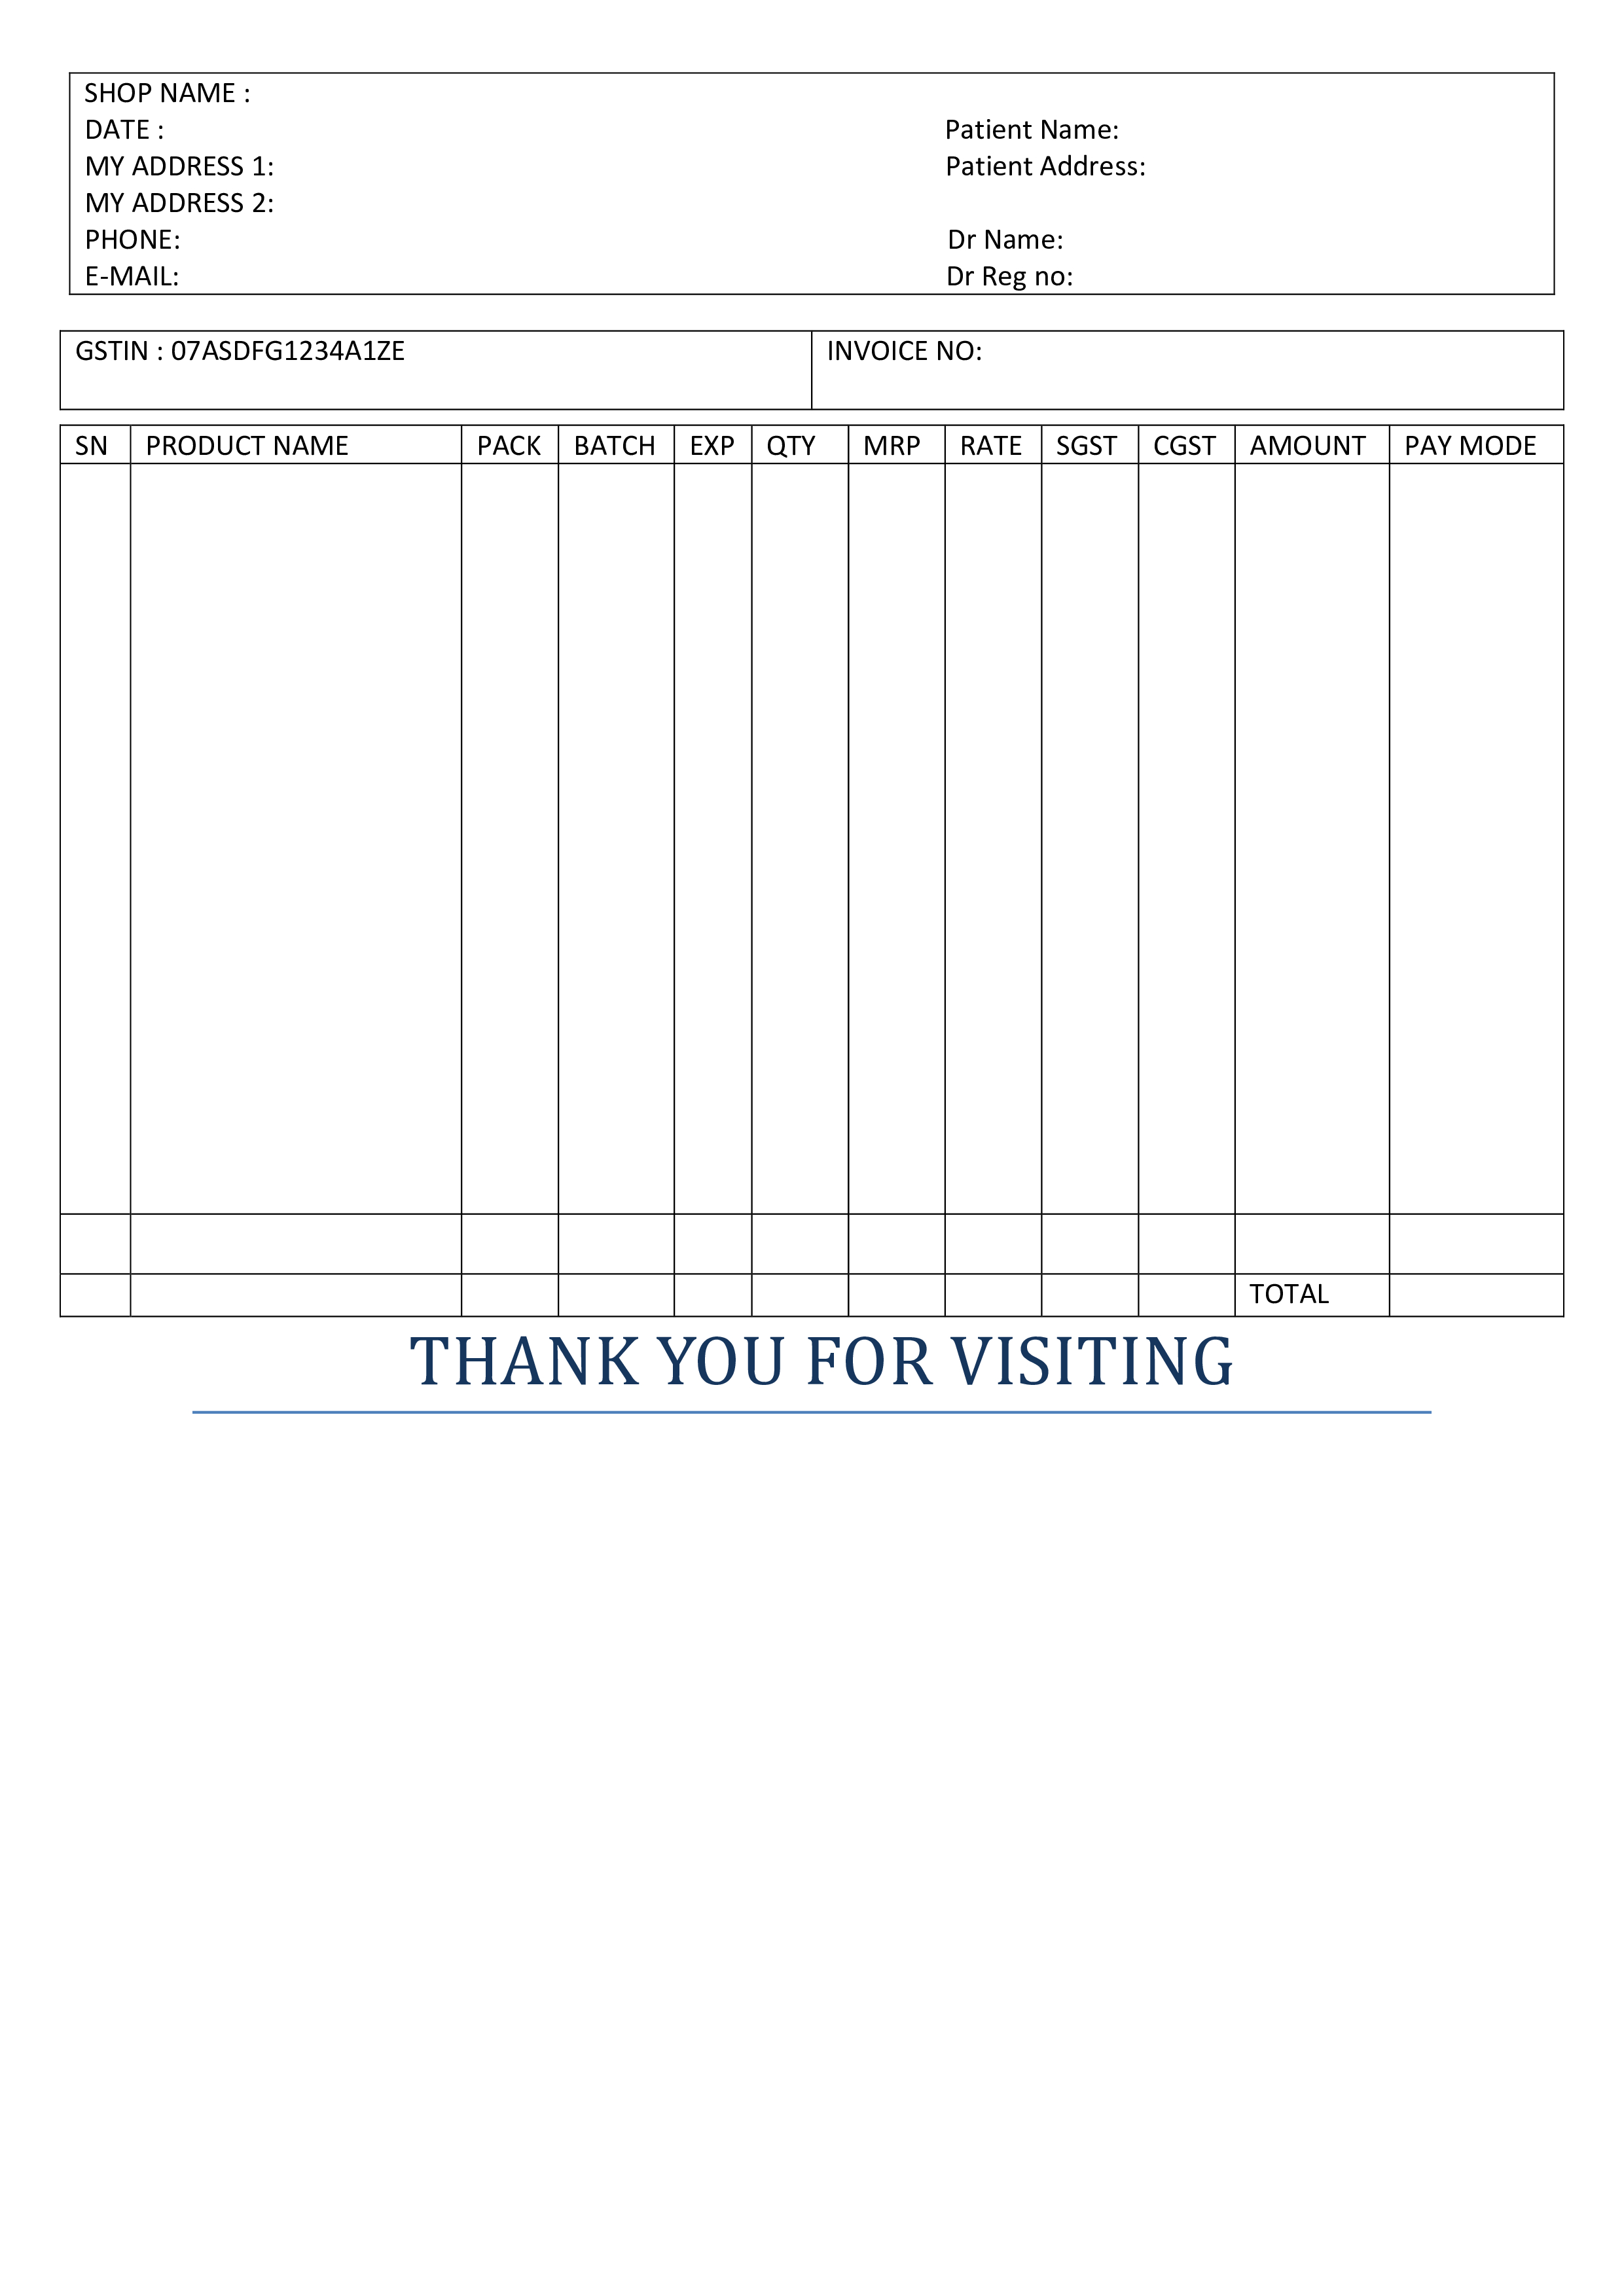 SHOP NAME :
DATE : Patient Name:
MY ADDRESS 1: Patient Address:
MY ADDRESS 2:
PHONE: Dr Name:
E-MAIL: Dr Reg no:
GSTIN : 07ASDFG1234A1ZE INVOICE NO:
SN PRODUCT NAME PACK BATCH EXP QTY MRP RATE SGST CGST AMOUNT PAY MODE
TOTAL
THANK YOU FOR VISITING